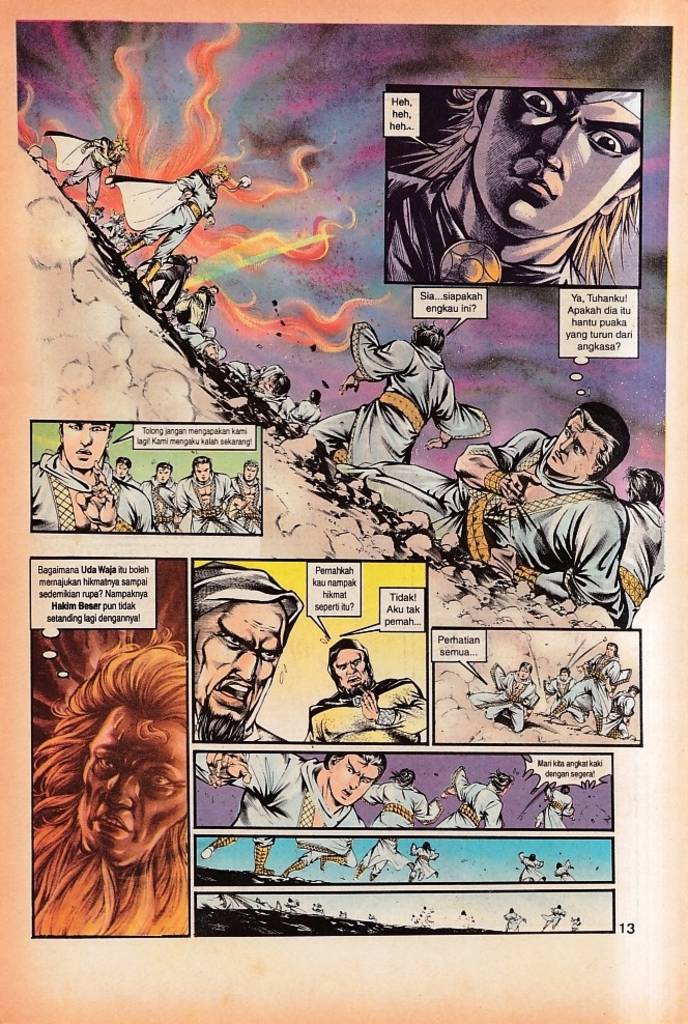 Heh,
heh,
heh...
Sia...siapakah
engkau ini?
Ya, Tuhanku!
Apakah dia itu
hantu puaka
yang turun dari
angkasa?
Tolong jangan mengapakan kami
lagi! Kami mengaku kalah sekarang!
Bagaimana Uda Waja itu boleh
memajukan hikmatnya sampai
sedemikian rupa? Nampaknya
Hakim Besar pun tidak
setanding lagi dengannya!
Pernahkah
kau nampak
hikmat
seperti itu?
Tidak!
Aku tak
pernah...
Perhatian
semua...
Mari kita angkat kaki
dengan segera!
13